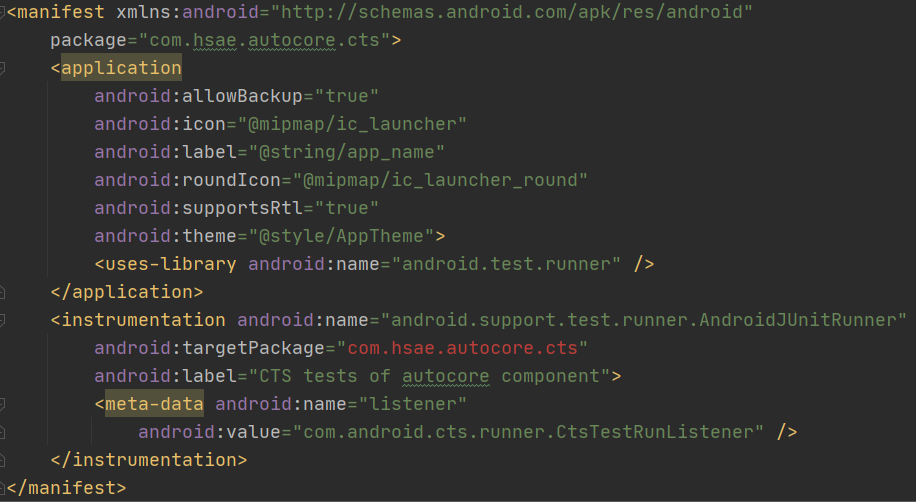 <manifest xmlns:android="http://schemas.android.com/apk/res/android"
package="com.hsae.autocore.cts">
<application
android:allowBackup="true"
android:icon="@mipmap/ic_launcher"
android:label="@string/app_name"
android:roundIcon="@mipmap/ic_launcher_round"
android:supportsRtl="true"
android:theme="@style/AppTheme">
<uses-library android:name="android.test.runner" />
</application>
<instrumentation android:name="android.support.test.runner.AndroidJUnitRunner"
android:targetPackage="com.hsae.autocore.cts"
android:label="CTS tests of autocore component">
<meta-data android:name="listener"
android:value="com.android.cts.runner.CtsTestRunListener" />
</instrumentation>
</manifest>